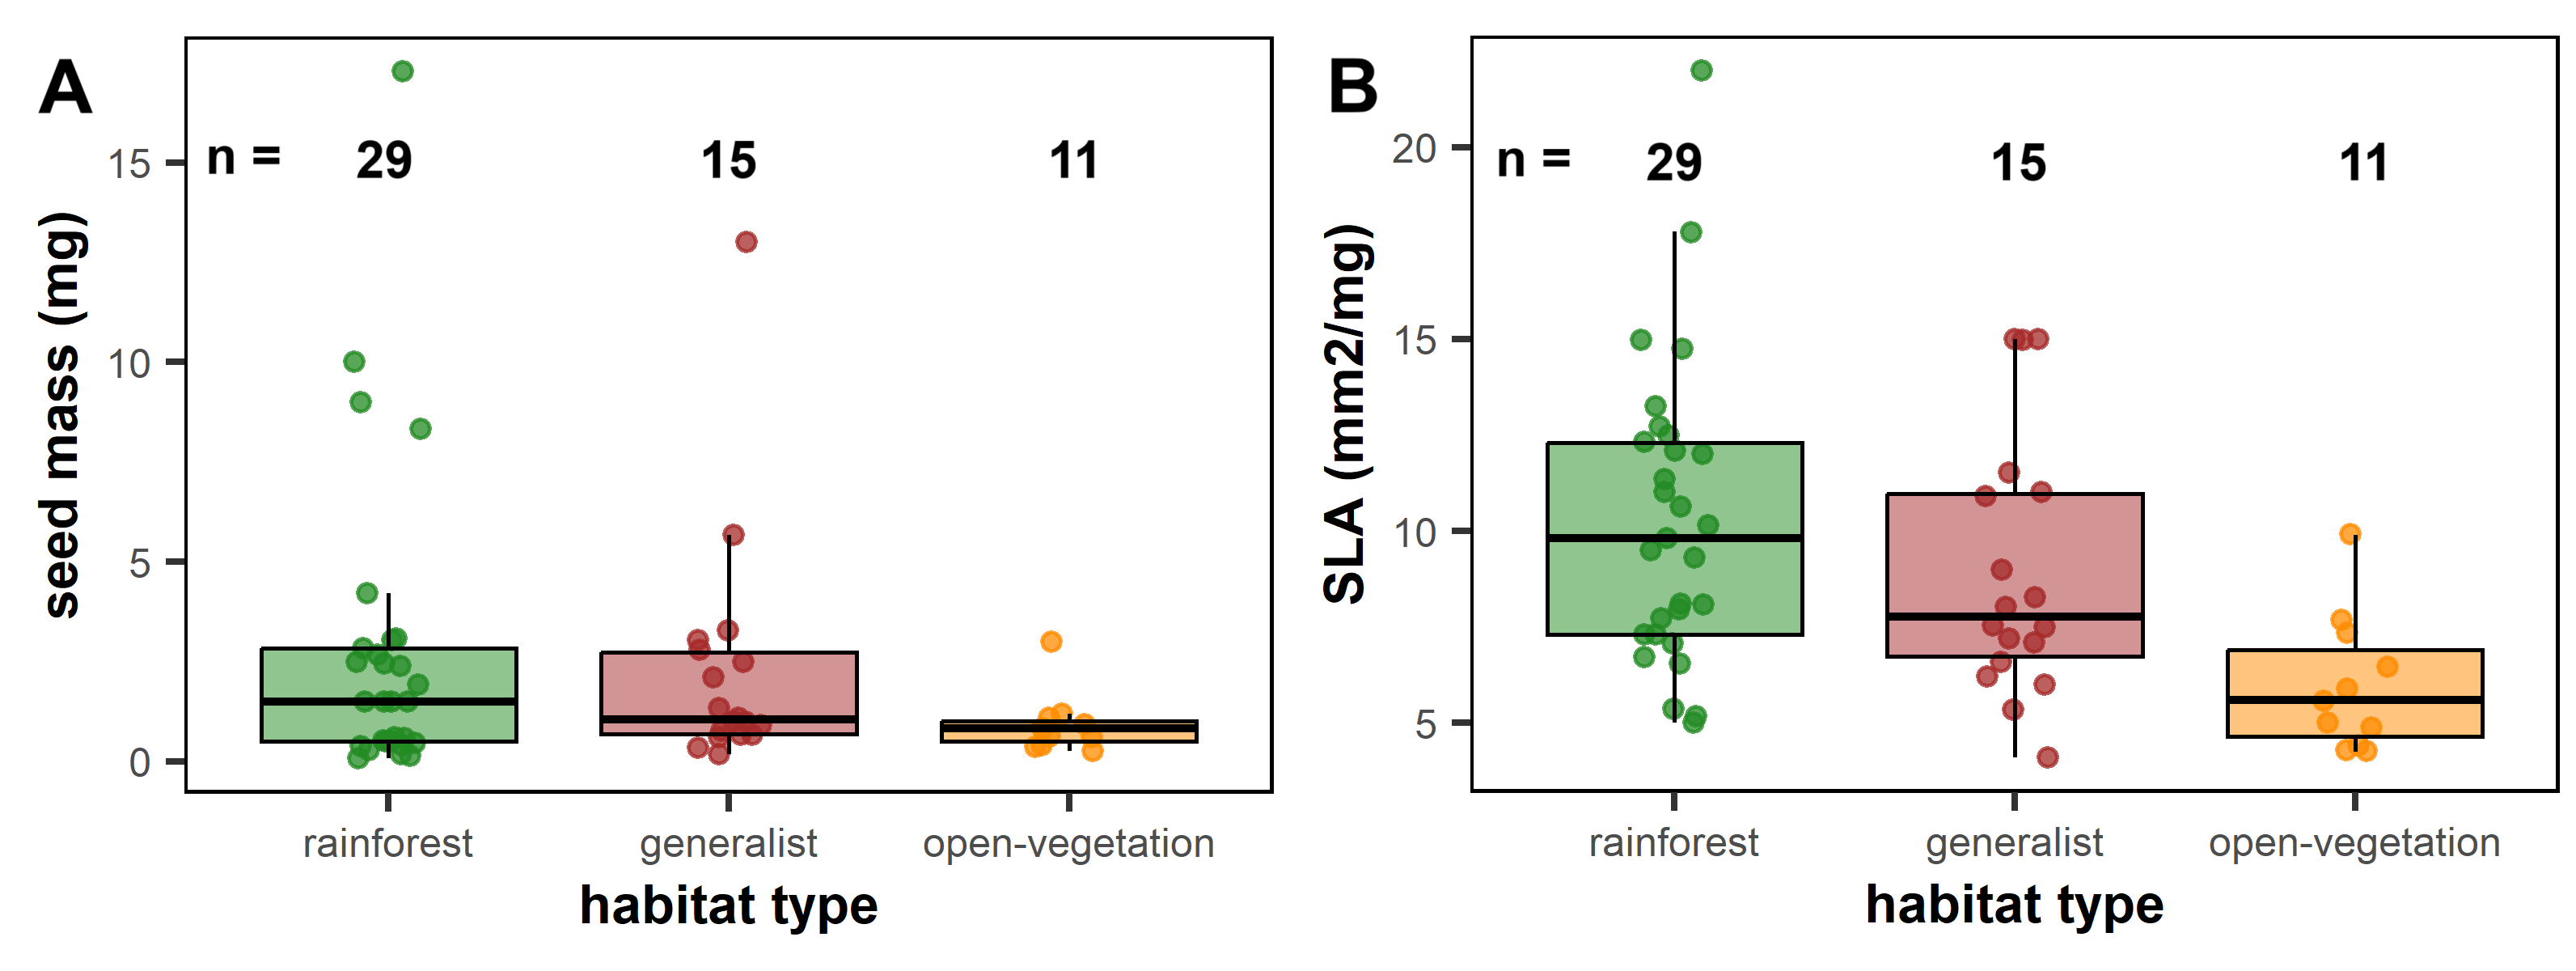 A
n = 29 15 11
15
10
5
0
seed mass (mg)
rainforest generalist open-vegetation
habitat type
B
n = 29 15 11
20
15
10
5
SLA (mm2/mg)
rainforest generalist open-vegetation
habitat type